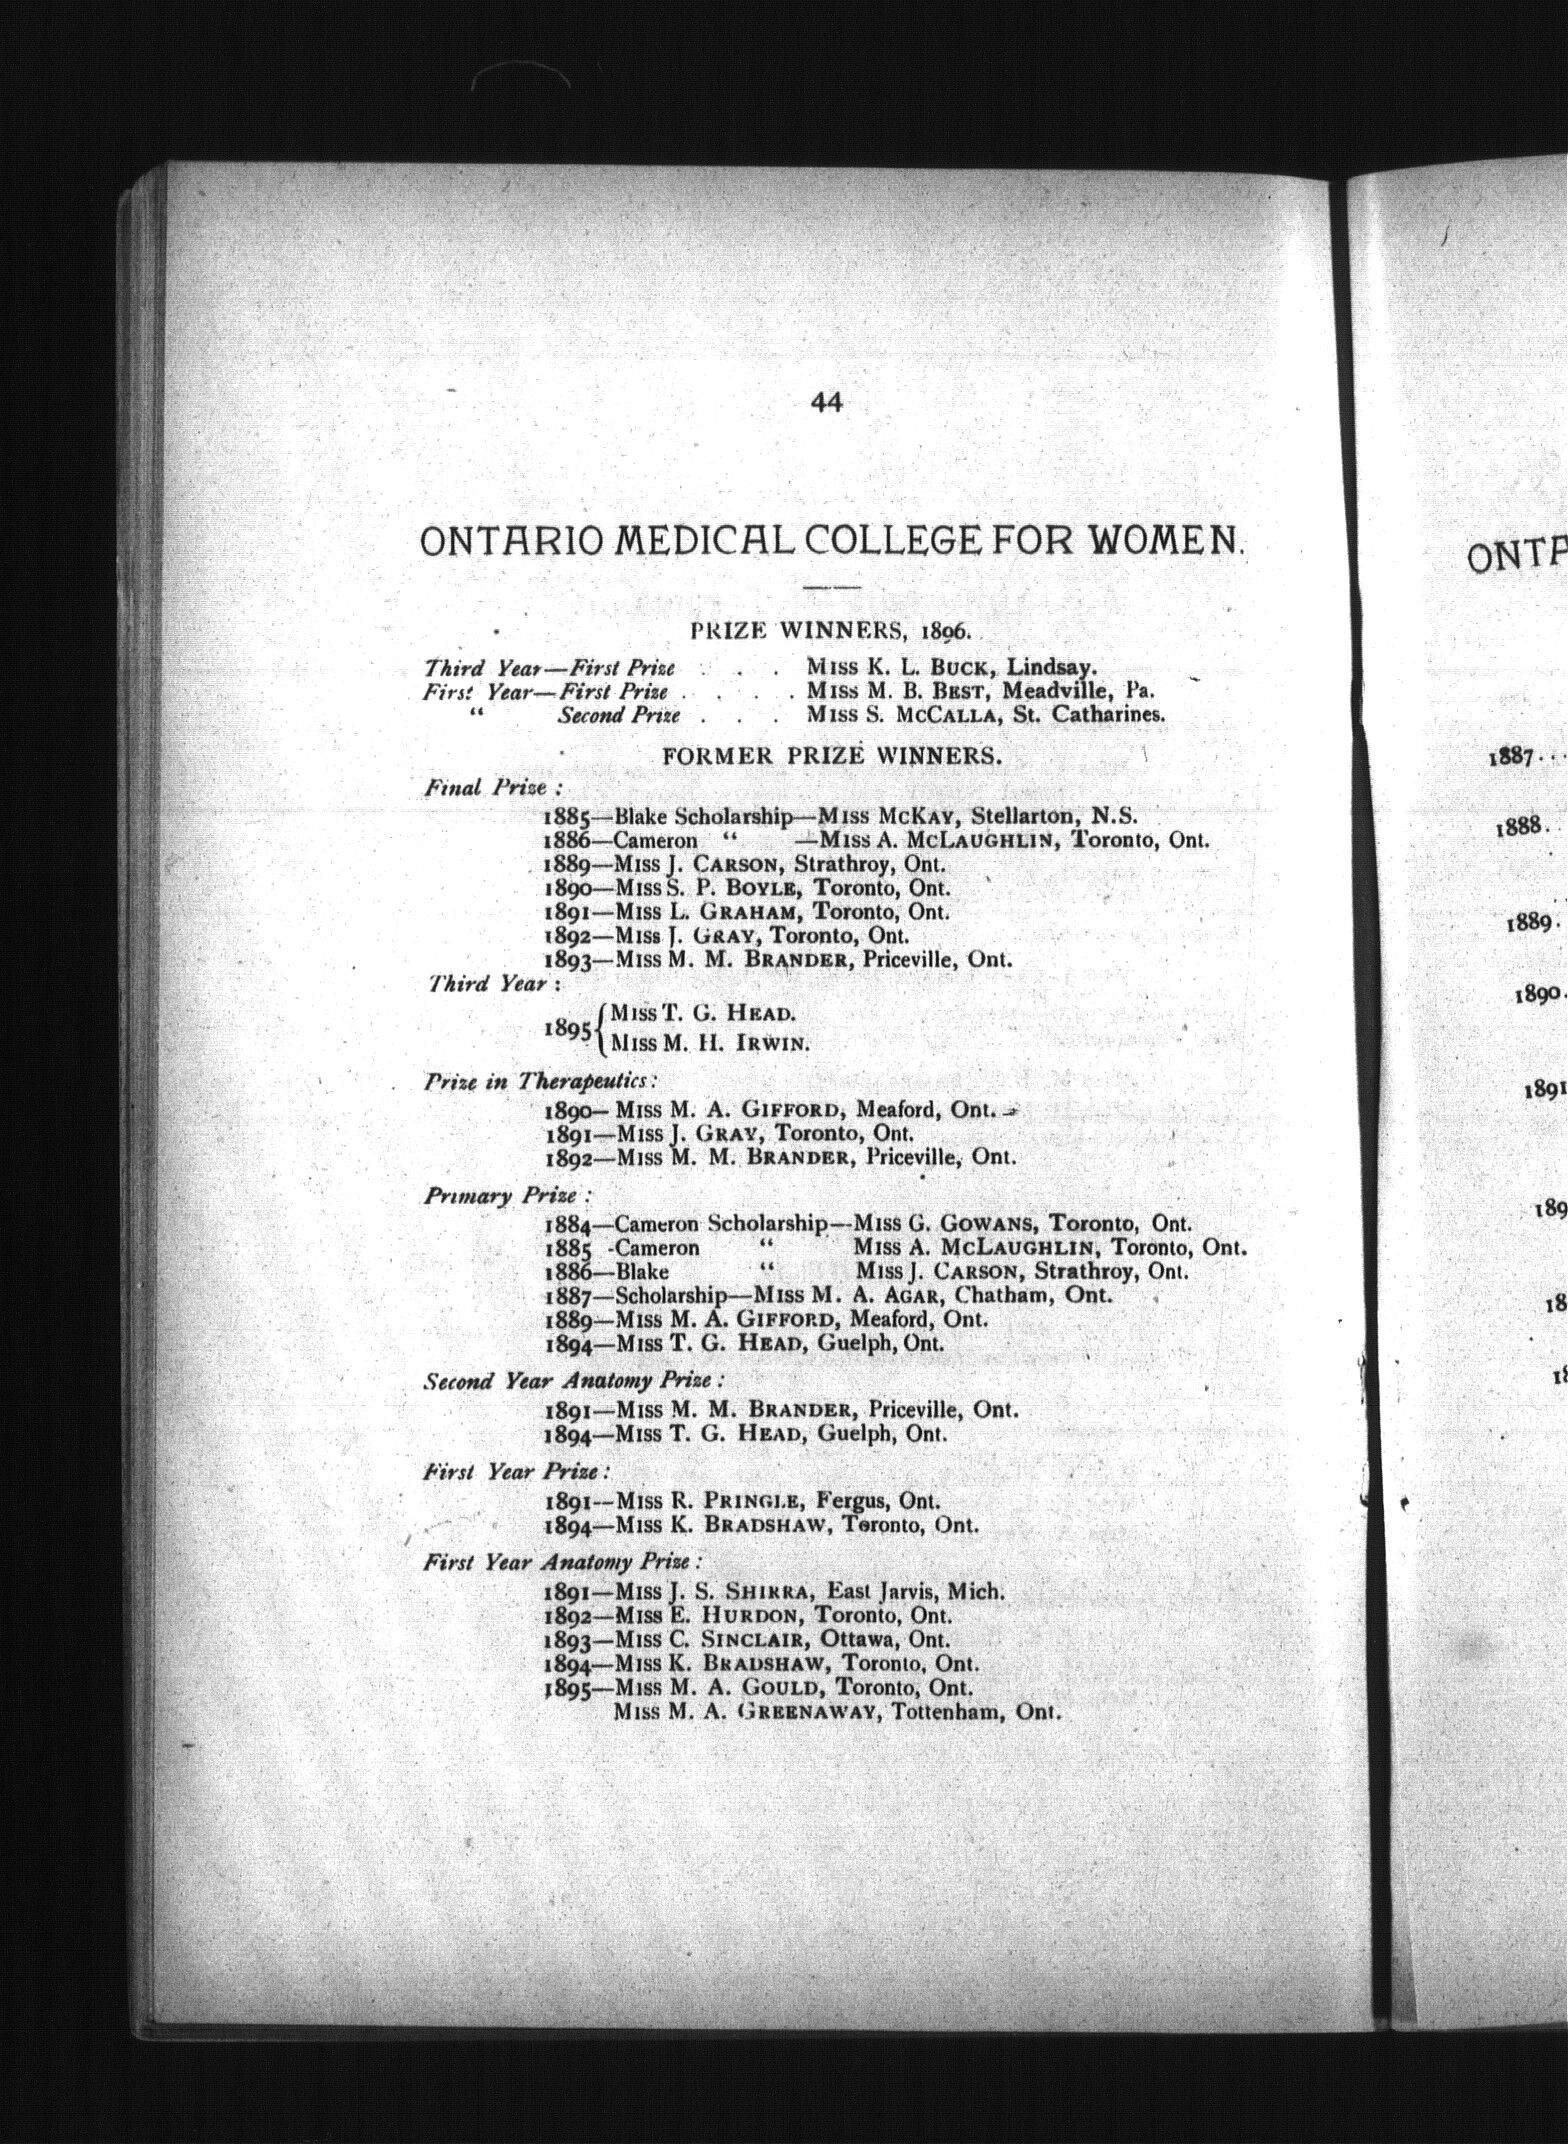 44
ONTARIO MEDICAL COLLEGE FOR WOMEN.
PRIZE WINNERS, 1896.
Third Year—First Prize . . . MISS K. L. BUCK, Lindsay.
First Year—First Prize . . . . MISS M. B. BEST, Meadville, Pa.
“ Second Prize . . . MISS S. MCCALLA, St. Catharines.
FORMER PRIZE WINNERS.
Final Prize :
1885—Blake Scholarship—MISS MCKAY, Stellarton, N.S.
1886—Cameron “ —MISS A. MCLAUGHLIN, Toronto, Ont.
1889—MISS J. CARSON, Strathroy, Ont.
1890—MISS S. P. BOYLE, Toronto, Ont.
1891—MISS L. GRAHAM, Toronto, Ont.
1892—MISS J. GRAY, Toronto, Ont.
1893—MISS M. M. BRANDER, Priceville, Ont.
Third Year :
1895 { MISS T. G. HEAD.
MISS M. H. IRWIN.
Prize in Therapeutics :
1890— MISS M. A. GIFFORD, Meaford, Ont.
1891—MISS J. GRAY, Toronto, Ont.
1892—MISS M. M. BRANDER, Priceville, Ont.
Primary Prize :
1884—Cameron Scholarship—MISS G. GOWANS, Toronto, Ont.
1885 -Cameron “ MISS A. MCLAUGHLIN, Toronto, Ont.
1886—Blake “ MISS J. CARSON, Strathroy, Ont.
1887—Scholarship—MISS M. A. AGAR, Chatham, Ont.
1889—MISS M. A. GIFFORD, Meaford, Ont.
1894—MISS T. G. HEAD, Guelph, Ont.
Second Year Anatomy Prize :
1891—MISS M. M. BRANDER, Priceville, Ont.
1894—MISS T. G. HEAD, Guelph, Ont.
First Year Prize :
1891—MISS R. PRINGLE, Fergus, Ont.
1894—MISS K. BRADSHAW, Toronto, Ont.
First Year Anatomy Prize :
1891—MISS J. S. SHIRRA, East Jarvis, Mich.
1892—MISS E. HURDON, Toronto, Ont.
1893—MISS C. SINCLAIR, Ottawa, Ont.
1894—MISS K. BRADSHAW, Toronto, Ont.
1895—MISS M. A. GOULD, Toronto, Ont.
MISS M. A. GREENAWAY, Tottenham, Ont.
ONTA
1887...
1888..
1889.
1890.
1891
189
18
18